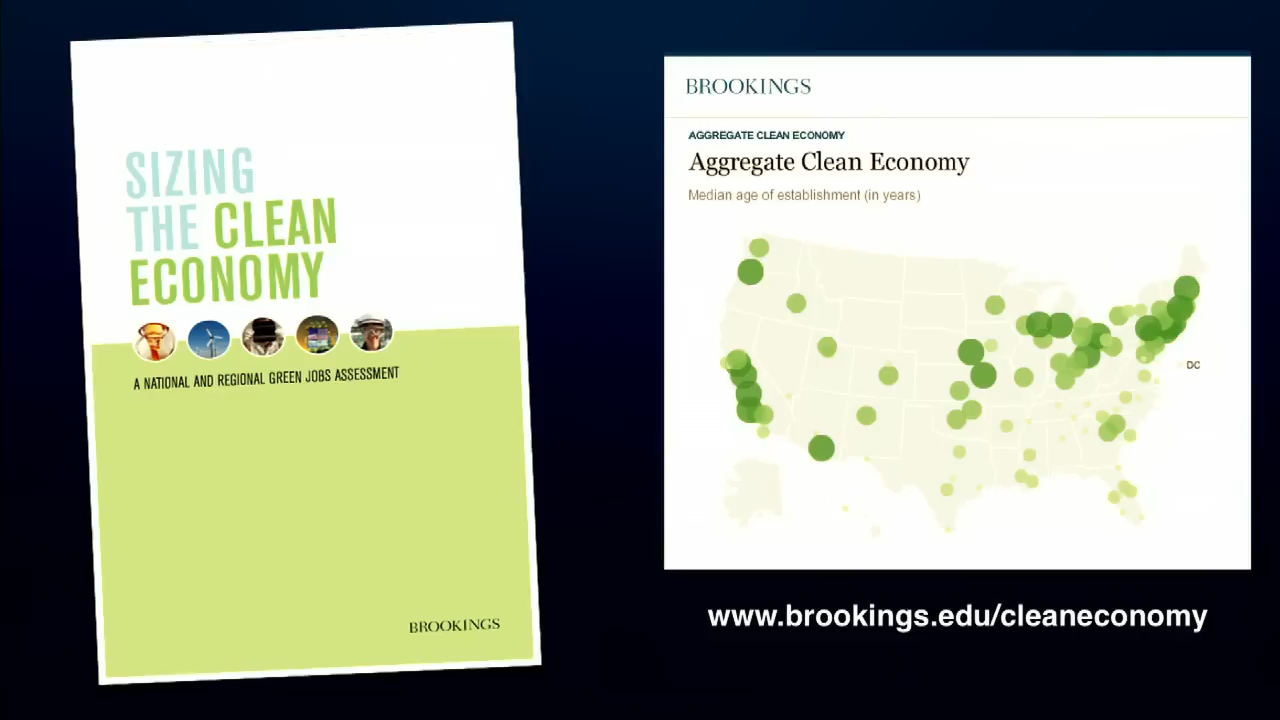 SIZING
THE CLEAN
ECONOMY
A NATIONAL AND REGIONAL GREEN JOBS ASSESSMENT
BROOKINGS
BROOKINGS
AGGREGATE CLEAN ECONOMY
Aggregate Clean Economy
Median age of establishment (in years)
DC
www.brookings.edu/cleaneconomy